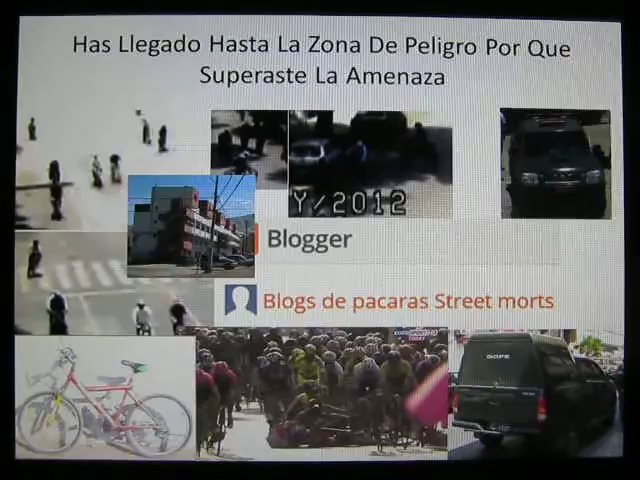 Has Llegado Hasta La Zona De Peligro Por Que
Superaste La Amenaza
Y/2012
Blogger
Blogs de pacaras Street morts
GOPE